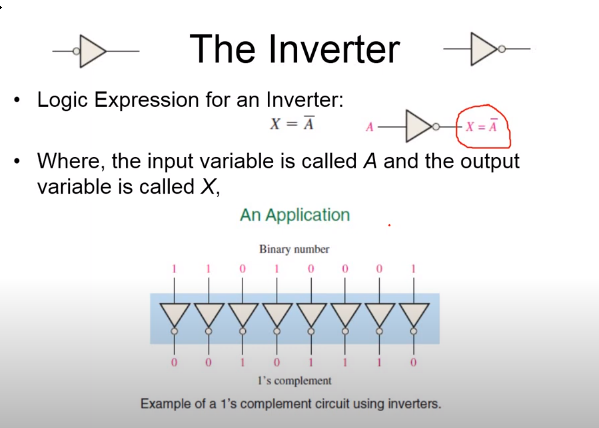 The Inverter
• Logic Expression for an Inverter:
X = A̅
A X = A̅
• Where, the input variable is called A and the output
variable is called X,
An Application
Binary number
1 1 0 1 0 0 0 1
0 0 1 0 1 1 1 0
1's complement
Example of a 1's complement circuit using inverters.